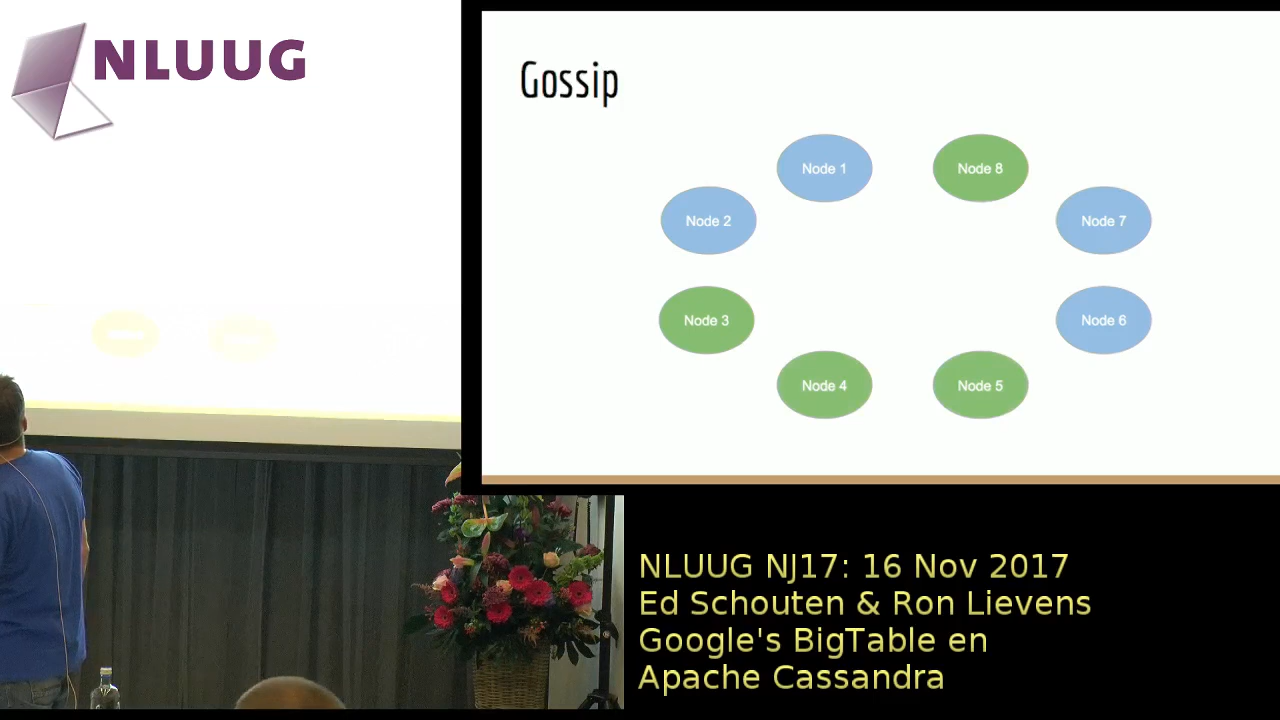 NLUUG
Gossip
Node 1
Node 8
Node 2
Node 7
Node 3
Node 6
Node 4
Node 5
NLUUG NJ17: 16 Nov 2017
Ed Schouten & Ron Lievens
Google's BigTable en
Apache Cassandra